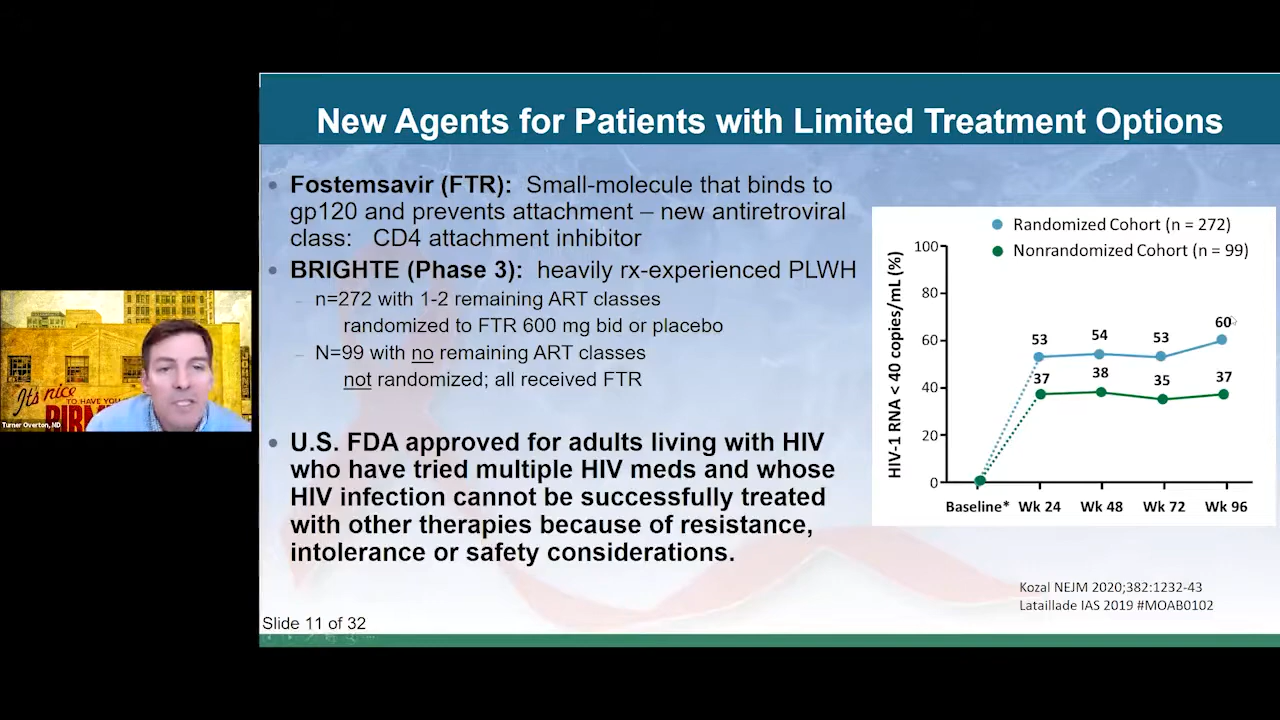 New Agents for Patients with Limited Treatment Options
Fostemsavir (FTR): Small-molecule that binds to
gp120 and prevents attachment – new antiretroviral
class: CD4 attachment inhibitor
BRIGHTE (Phase 3): heavily rx-experienced PLWH
n=272 with 1-2 remaining ART classes
randomized to FTR 600 mg bid or placebo
N=99 with no remaining ART classes
not randomized; all received FTR
U.S. FDA approved for adults living with HIV
who have tried multiple HIV meds and whose
HIV infection cannot be successfully treated
with other therapies because of resistance,
intolerance or safety considerations.
Slide 11 of 32
Randomized Cohort (n = 272)
Nonrandomized Cohort (n = 99)
HIV-1 RNA < 40 copies/mL (%)
100
80
60
40
20
0
53
54
53
60
37
38
35
37
Baseline* Wk 24 Wk 48 Wk 72 Wk 96
Kozal NEJM 2020;382:1232-43
Lataillade IAS 2019 #MOAB0102
It's nice
TO HAVE YOU
Turner Overton, MD